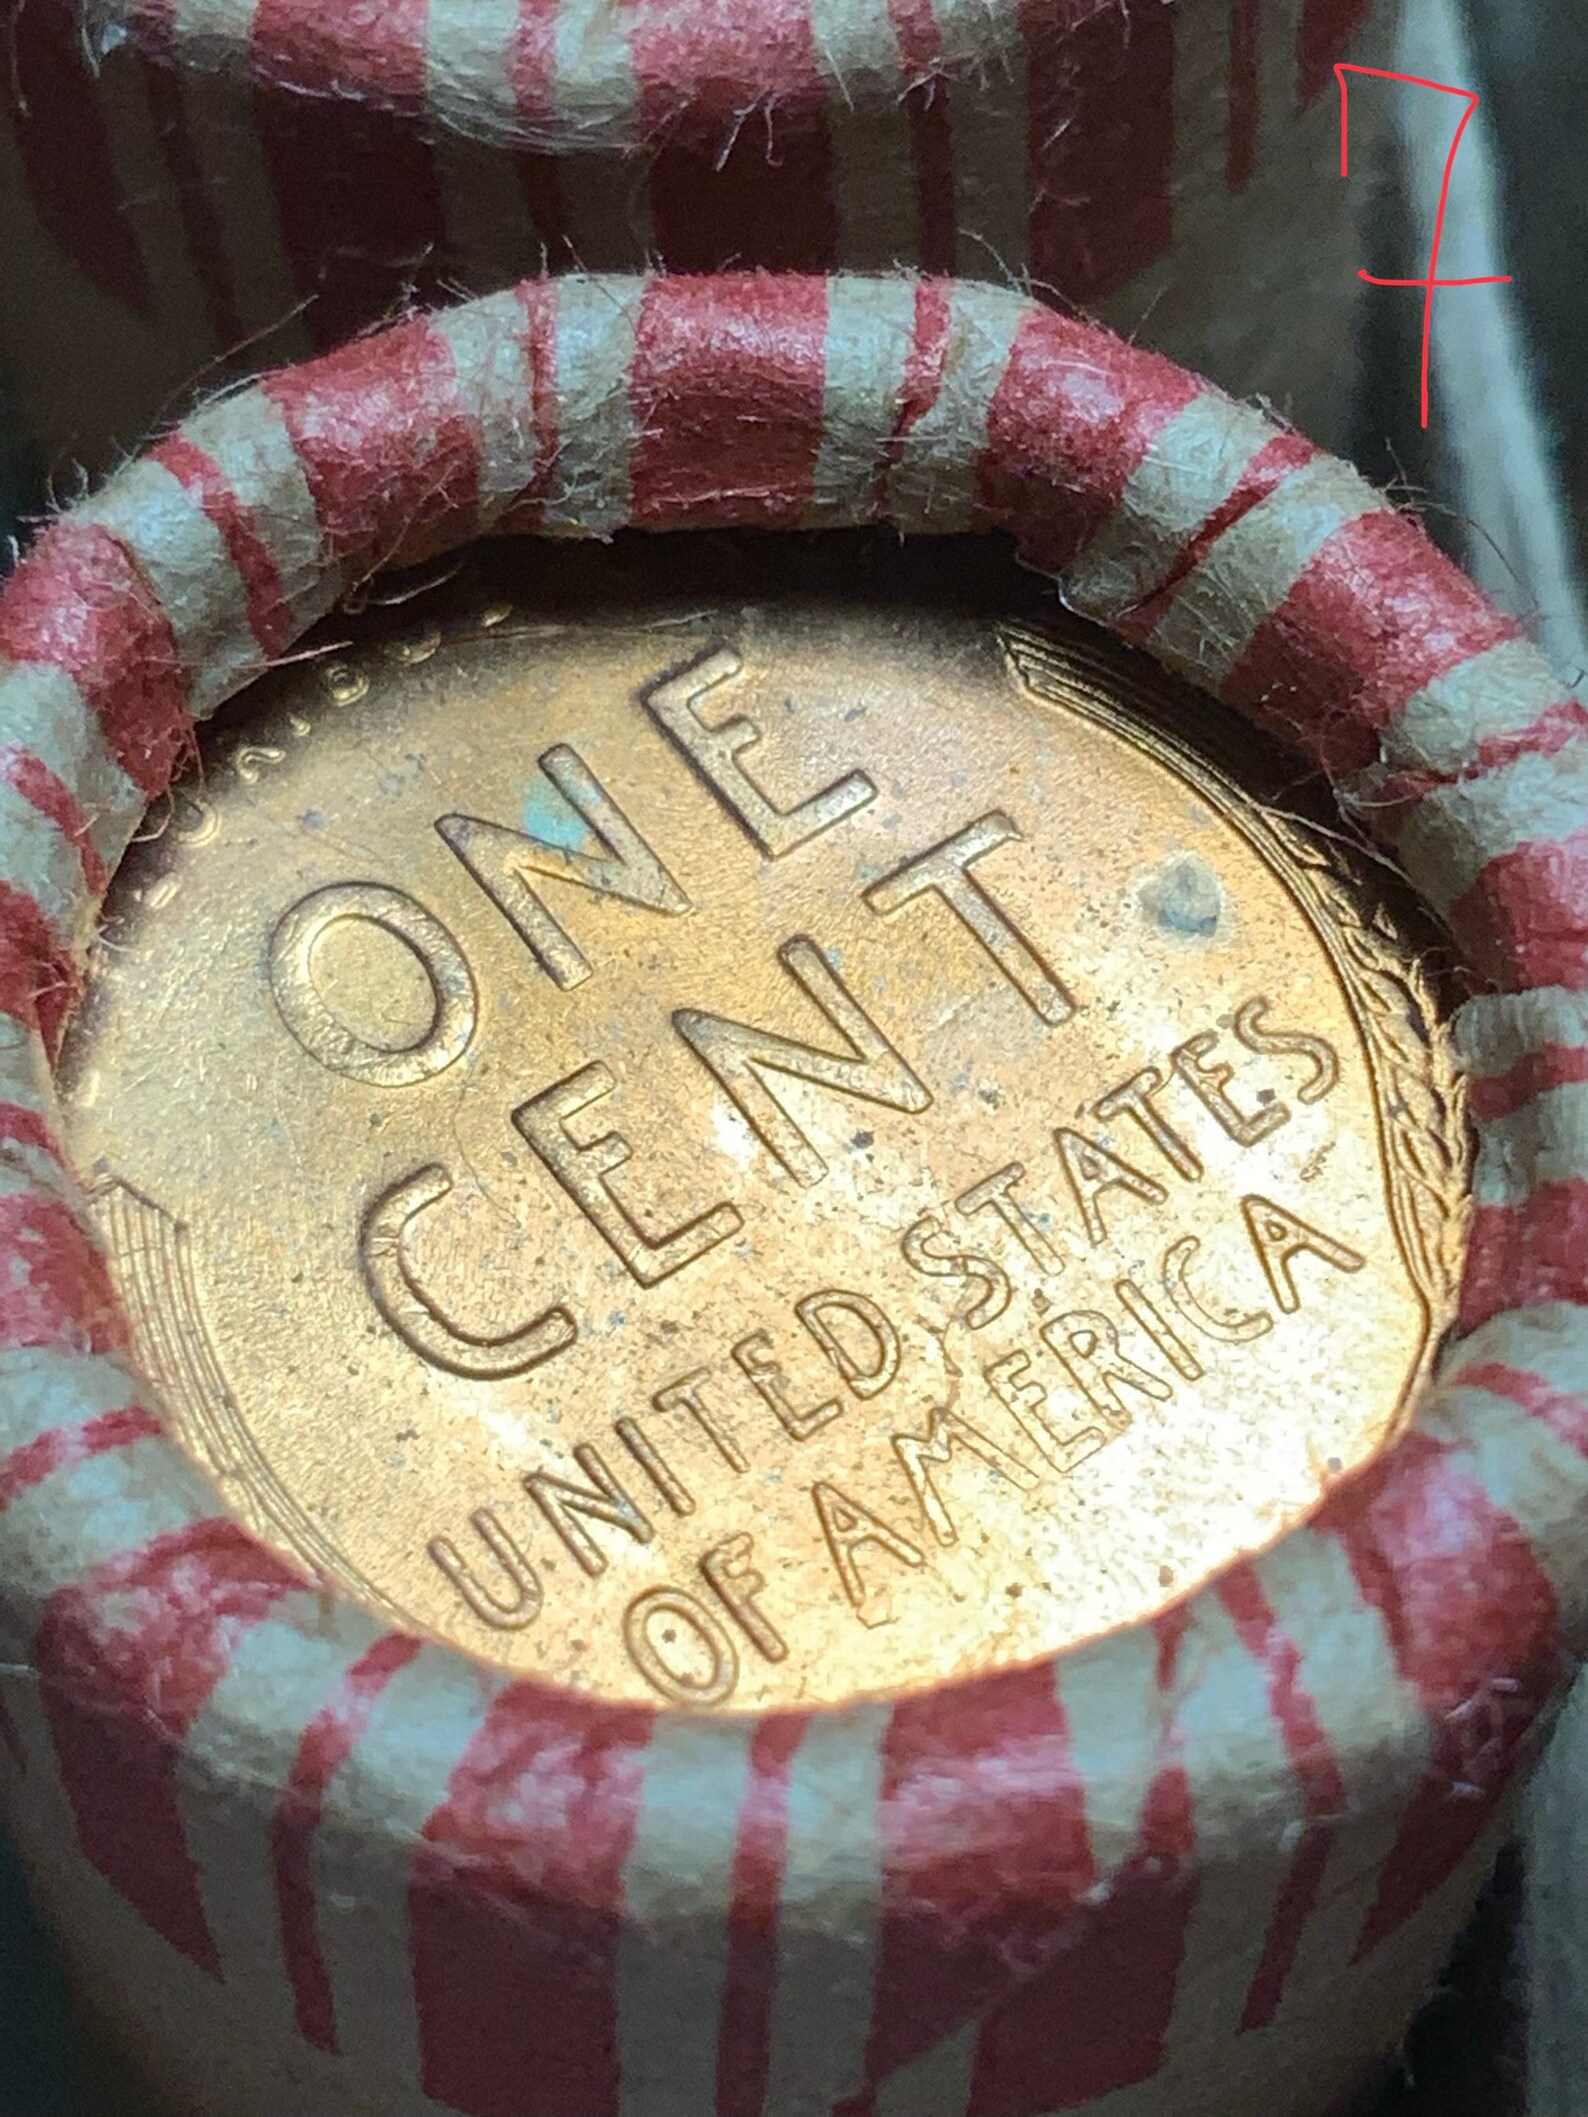 7
ONE
CENT
UNITED STATES
OF AMERICA